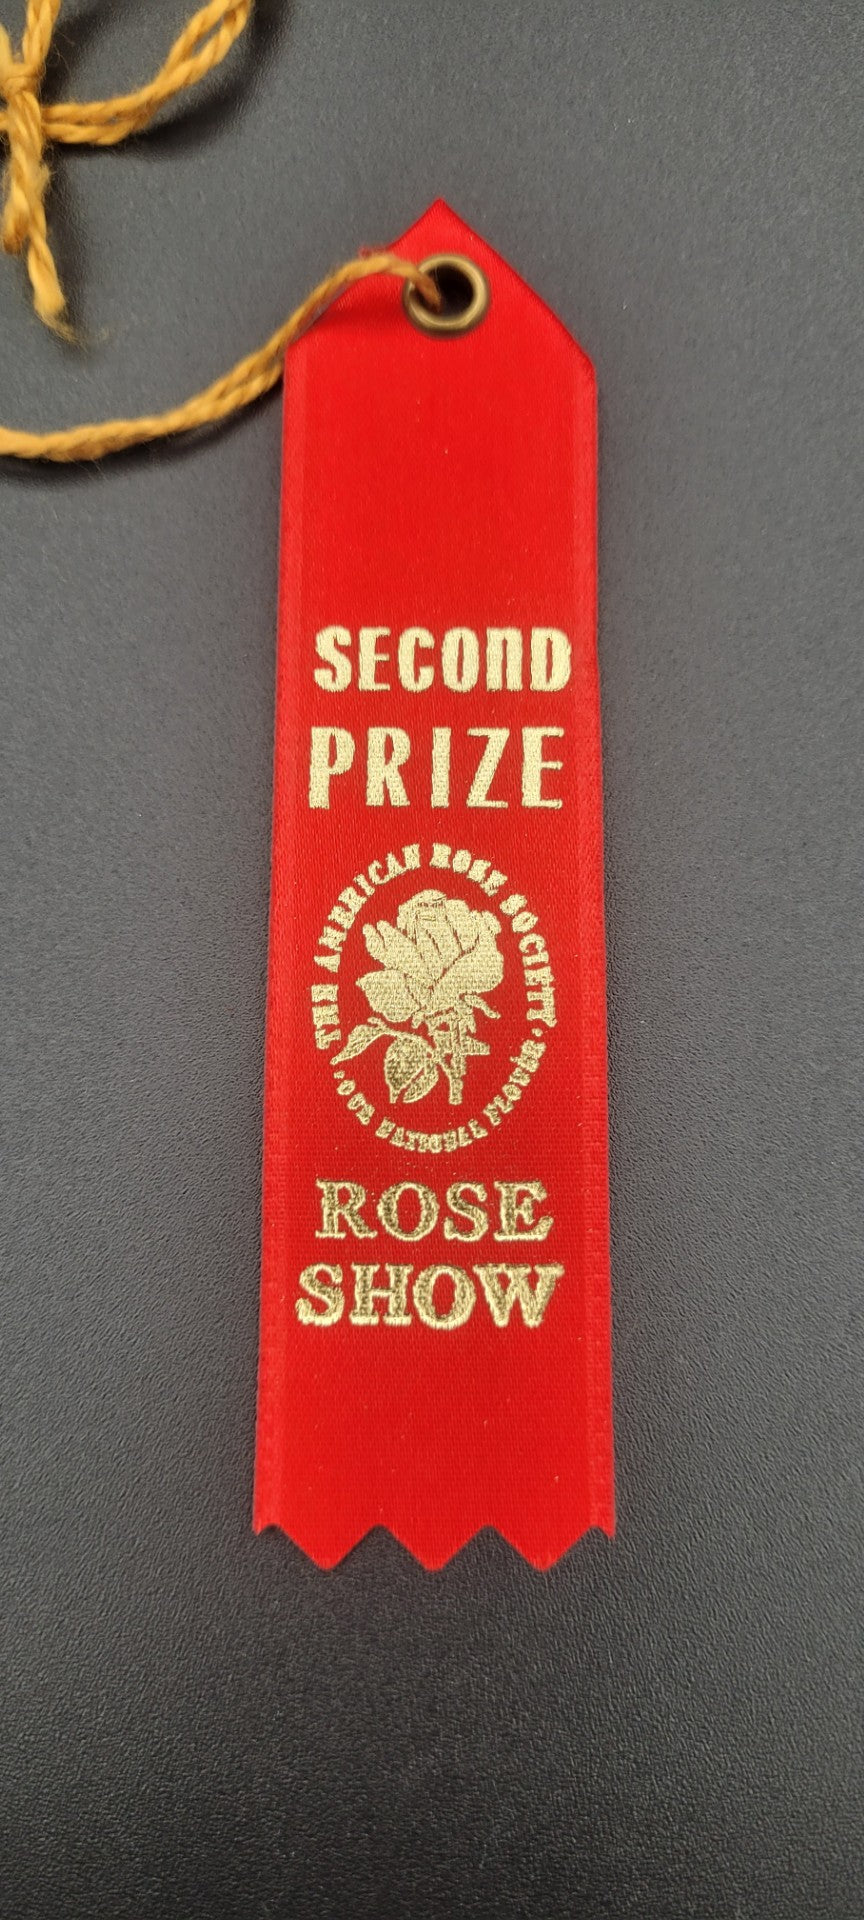 SECOND
PRIZE
THE AMERICAN ROSE SOCIETY
· OUR NATIONAL FLOWER ·
ROSE
SHOW